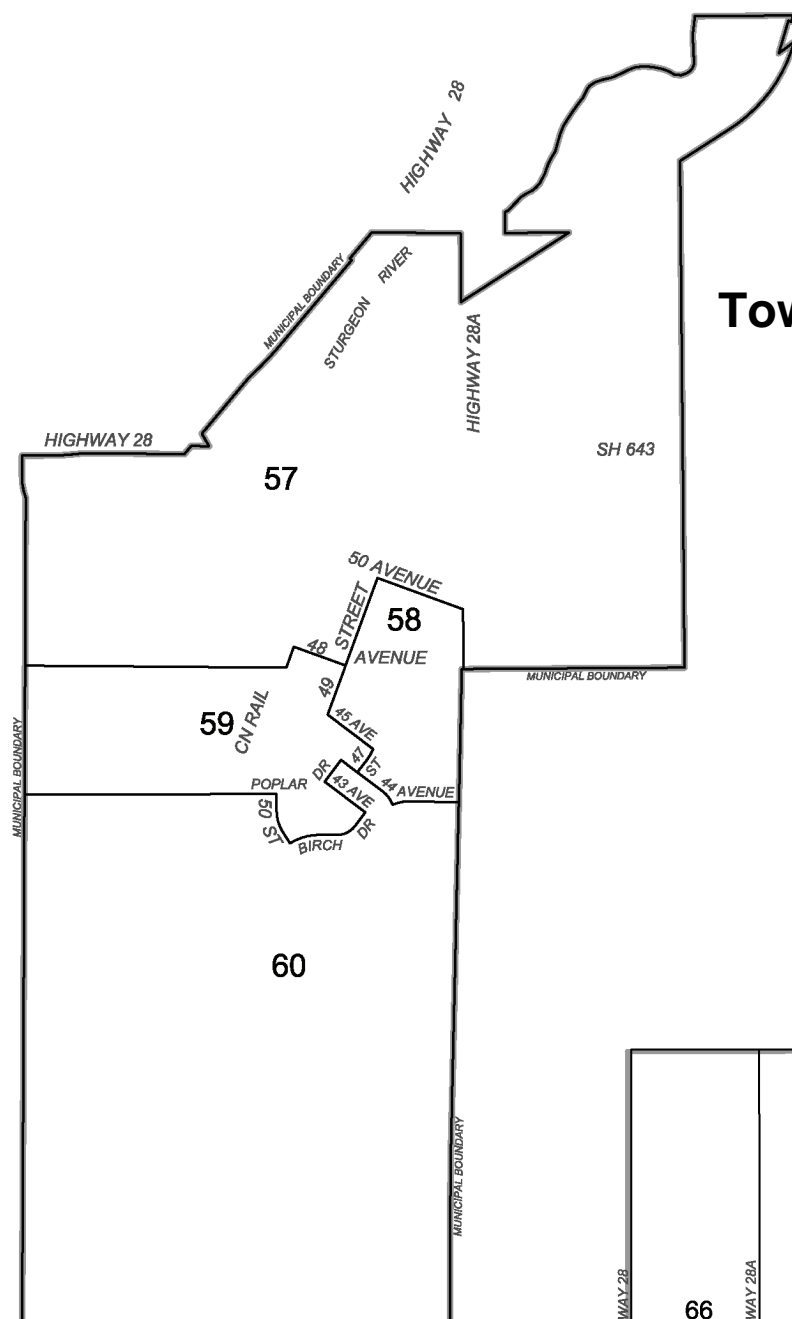 HIGHWAY 28
MUNICIPAL BOUNDARY
STURGEON RIVER
HIGHWAY 28A
Tow
HIGHWAY 28
SH 643
57
50 AVENUE
STREET
58
48 AVENUE
MUNICIPAL BOUNDARY
49
59
CN RAIL
45 AVE
47 ST
MUNICIPAL BOUNDARY
POPLAR DR
43 AVE
44 AVENUE
50 ST
BIRCH DR
60
MUNICIPAL BOUNDARY
WAY 28
66
WAY 28A